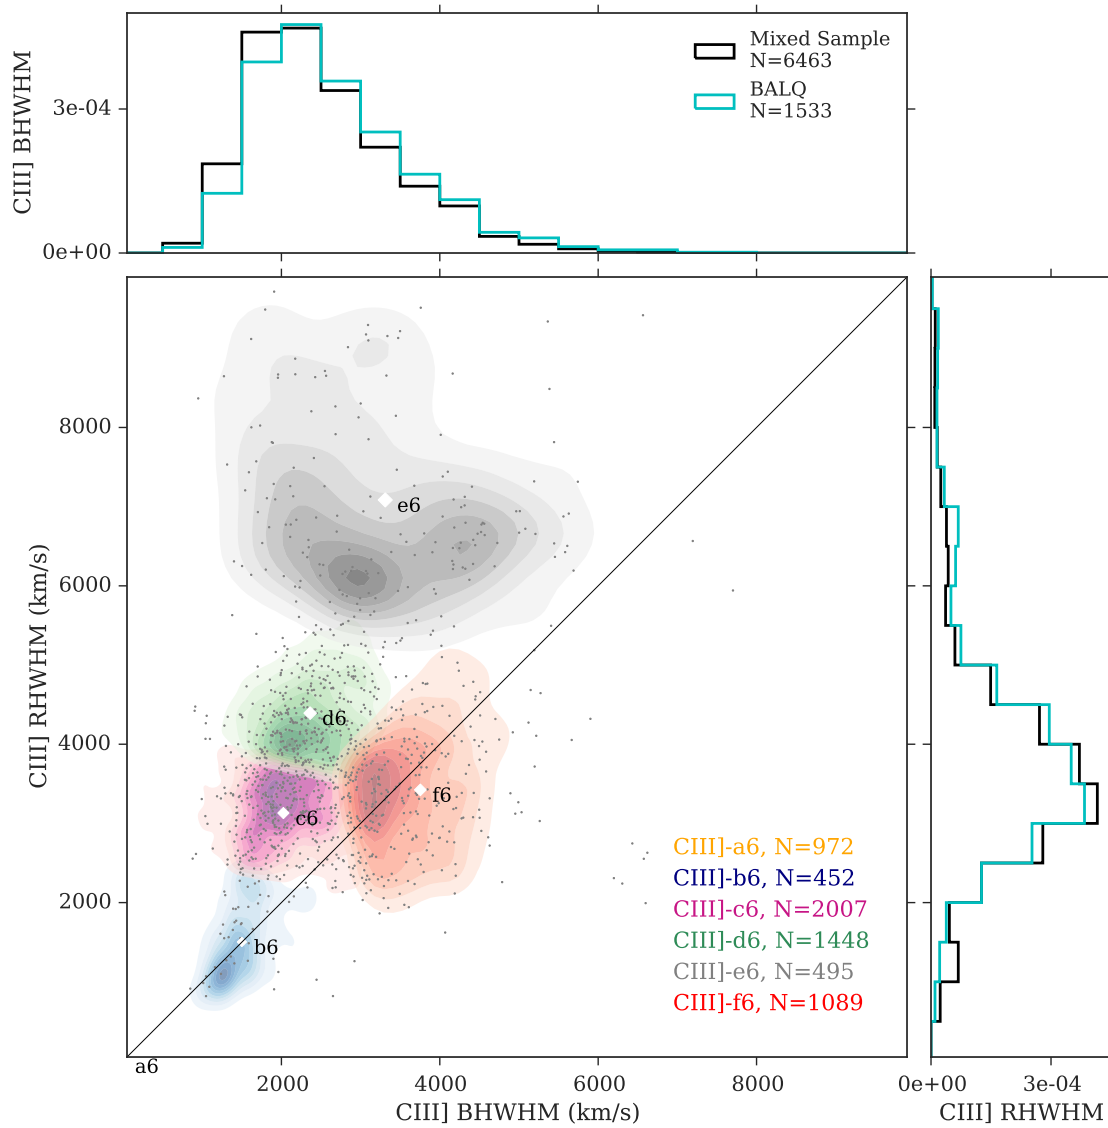 CIII] BHWHM
3e-04
0e+00
Mixed Sample
N=6463
BALQ
N=1533
CIII] RHWHM (km/s)
8000
6000
4000
2000
e6
d6
f6
c6
b6
a6
CIII]-a6, N=972
CIII]-b6, N=452
CIII]-c6, N=2007
CIII]-d6, N=1448
CIII]-e6, N=495
CIII]-f6, N=1089
2000
4000
6000
8000
CIII] BHWHM (km/s)
0e+00
3e-04
CIII] RHWHM